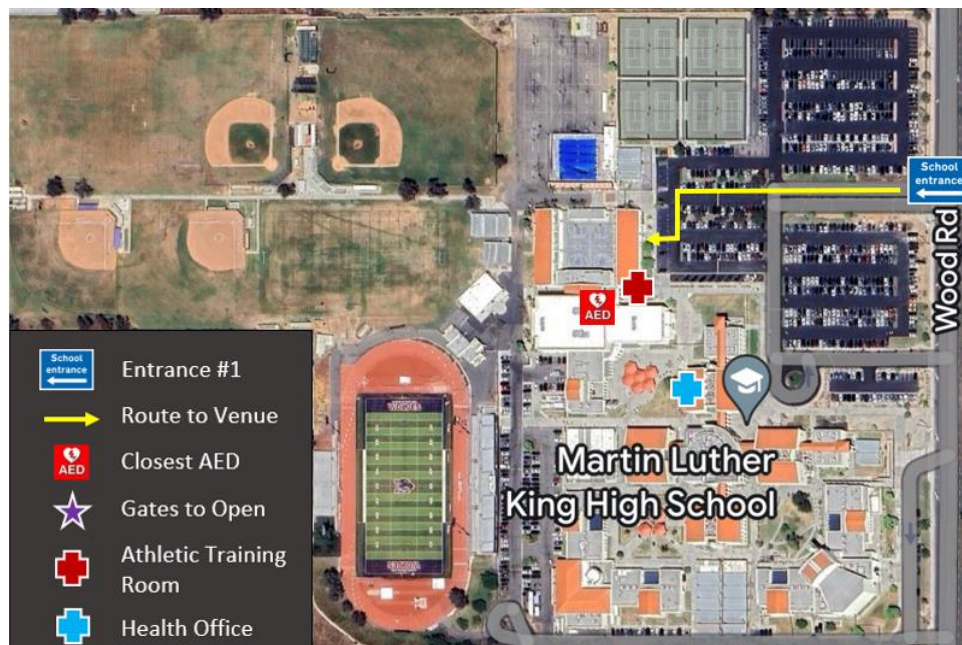 School
entrance
Wood Rd
AED
Martin Luther
King High School
School
entrance
Entrance #1
Route to Venue
AED
Closest AED
Gates to Open
Athletic Training
Room
Health Office